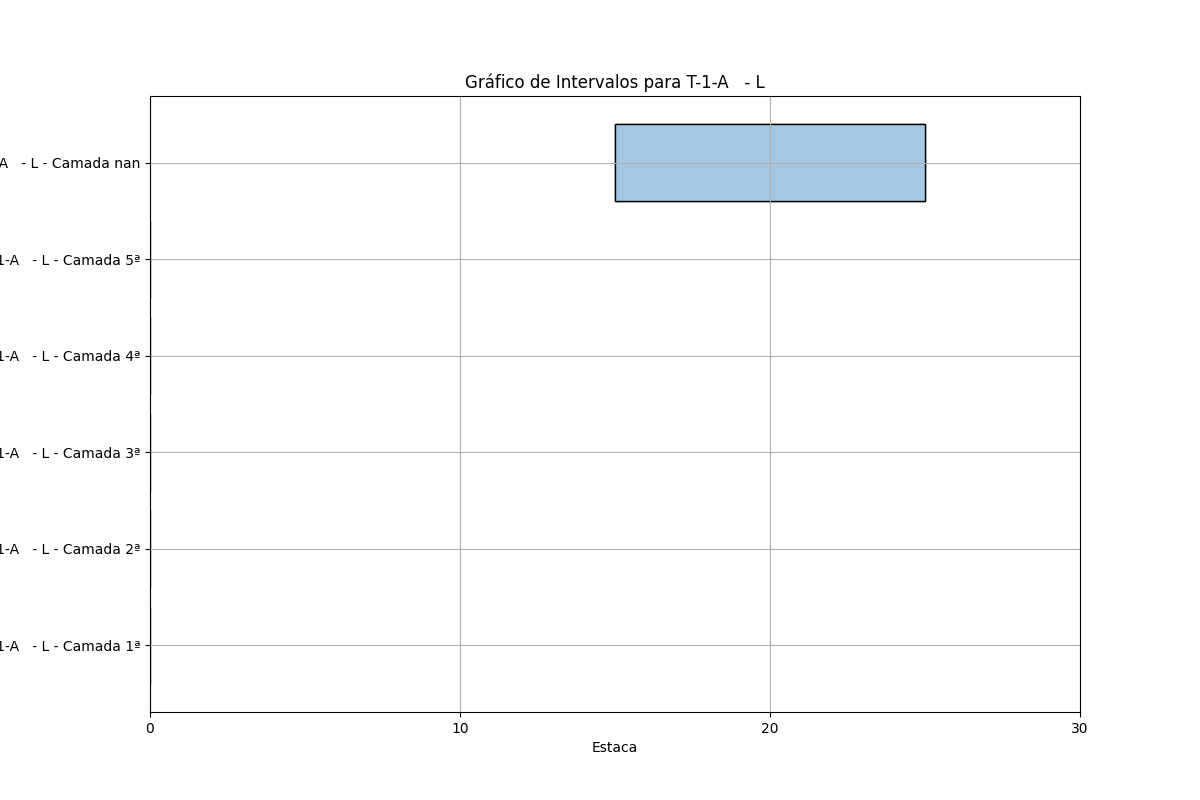 Gráfico de Intervalos para T-1-A   - L
A   - L - Camada nan
1-A   - L - Camada 5ª
1-A   - L - Camada 4ª
1-A   - L - Camada 3ª
1-A   - L - Camada 2ª
1-A   - L - Camada 1ª
0 10 20 30
Estaca